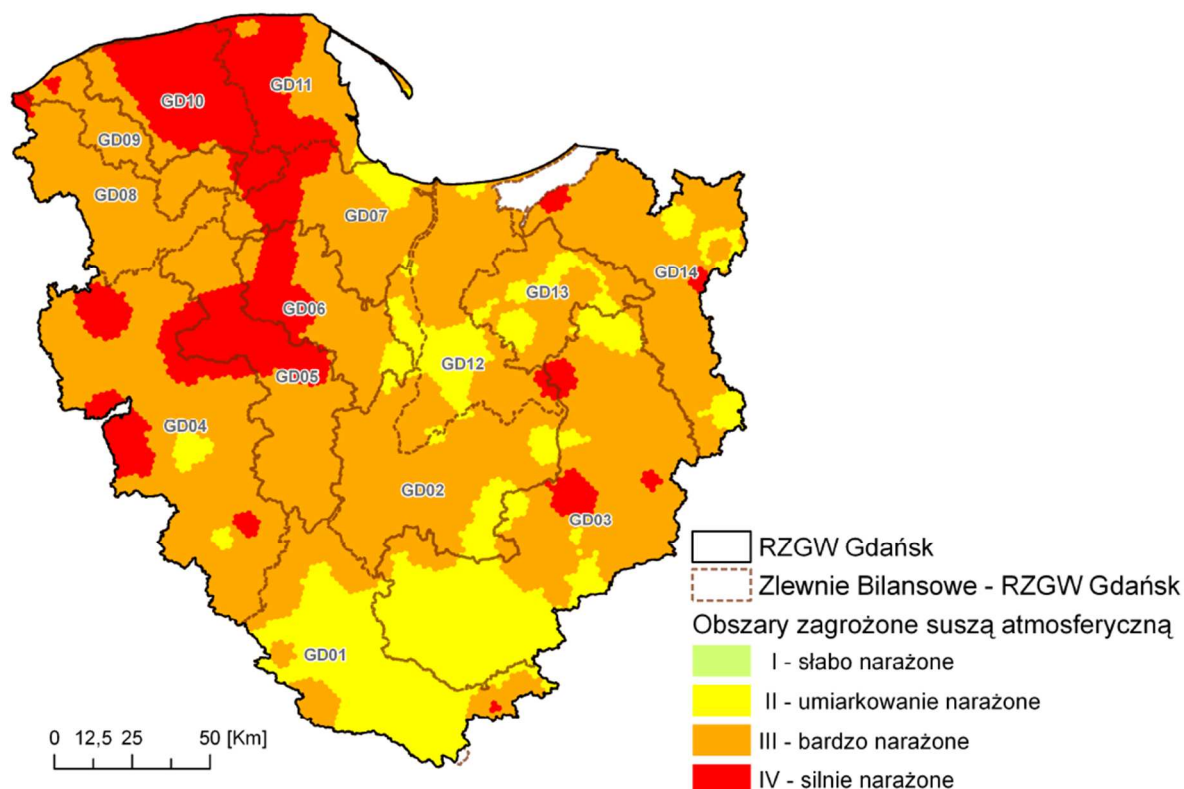 GD10
GD11
GD09
GD08
GD07
GD14
GD13
GD06
GD12
GD05
GD04
GD02
GD03
GD01
RZGW Gdańsk
Zlewnie Bilansowe - RZGW Gdańsk
Obszary zagrożone suszą atmosferyczną
I - słabo narażone
II - umiarkowanie narażone
III - bardzo narażone
IV - silnie narażone
0 12,5 25 50 [Km]